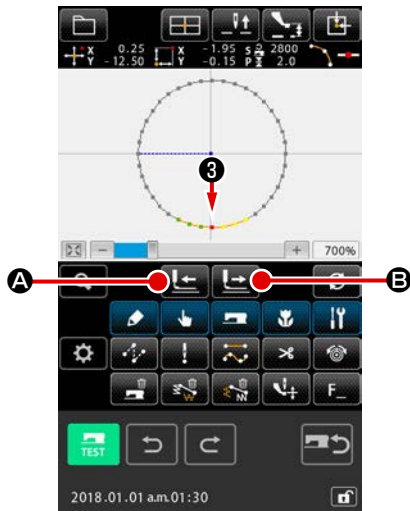 X 0.25 X -1.95 S 2800
Y -12.50 Y -0.15 P 2.0
3
- + 700%
A B
F_
TEST
2018.01.01 a.m.01:30